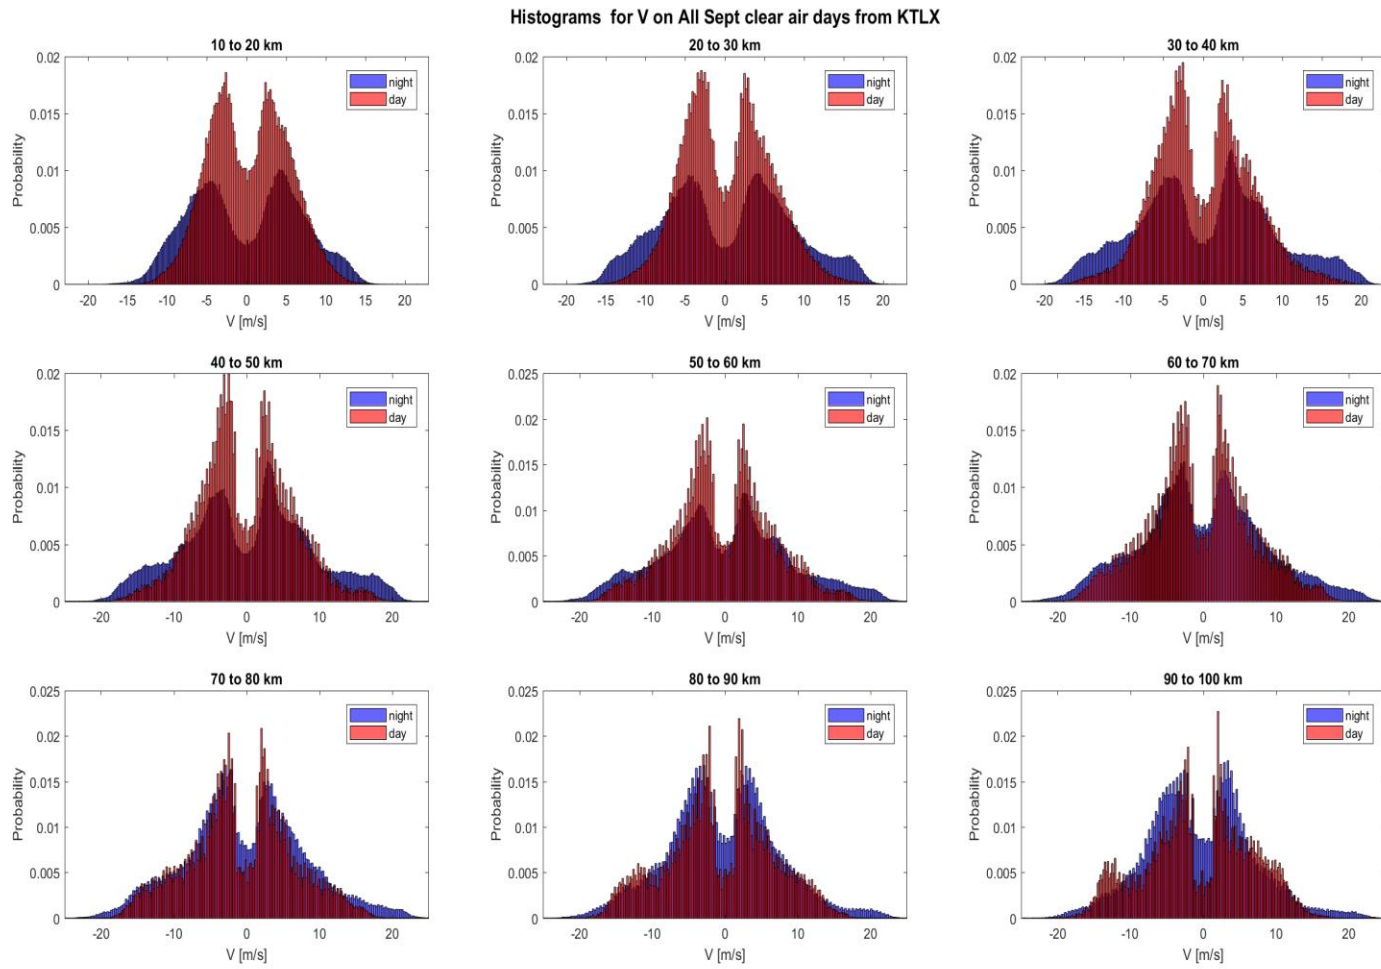 Histograms  for V on All Sept clear air days from KTLX
10 to 20 km
0.02
0.015
0.01
0.005
0
Probability
-20 -15 -10 -5 0 5 10 15 20
V [m/s]
night
day
20 to 30 km
0.02
0.015
0.01
0.005
0
Probability
-20 -15 -10 -5 0 5 10 15 20
V [m/s]
night
day
30 to 40 km
0.02
0.015
0.01
0.005
0
Probability
-20 -15 -10 -5 0 5 10 15 20
V [m/s]
night
day
40 to 50 km
0.02
0.015
0.01
0.005
0
Probability
-20 -10 0 10 20
V [m/s]
night
day
50 to 60 km
0.025
0.02
0.015
0.01
0.005
0
Probability
-20 -10 0 10 20
V [m/s]
night
day
60 to 70 km
0.02
0.015
0.01
0.005
0
Probability
-20 -10 0 10 20
V [m/s]
night
day
70 to 80 km
0.025
0.02
0.015
0.01
0.005
0
Probability
-20 -10 0 10 20
V [m/s]
night
day
80 to 90 km
0.025
0.02
0.015
0.01
0.005
0
Probability
-20 -10 0 10 20
V [m/s]
night
day
90 to 100 km
0.025
0.02
0.015
0.01
0.005
0
Probability
-20 -10 0 10 20
V [m/s]
night
day